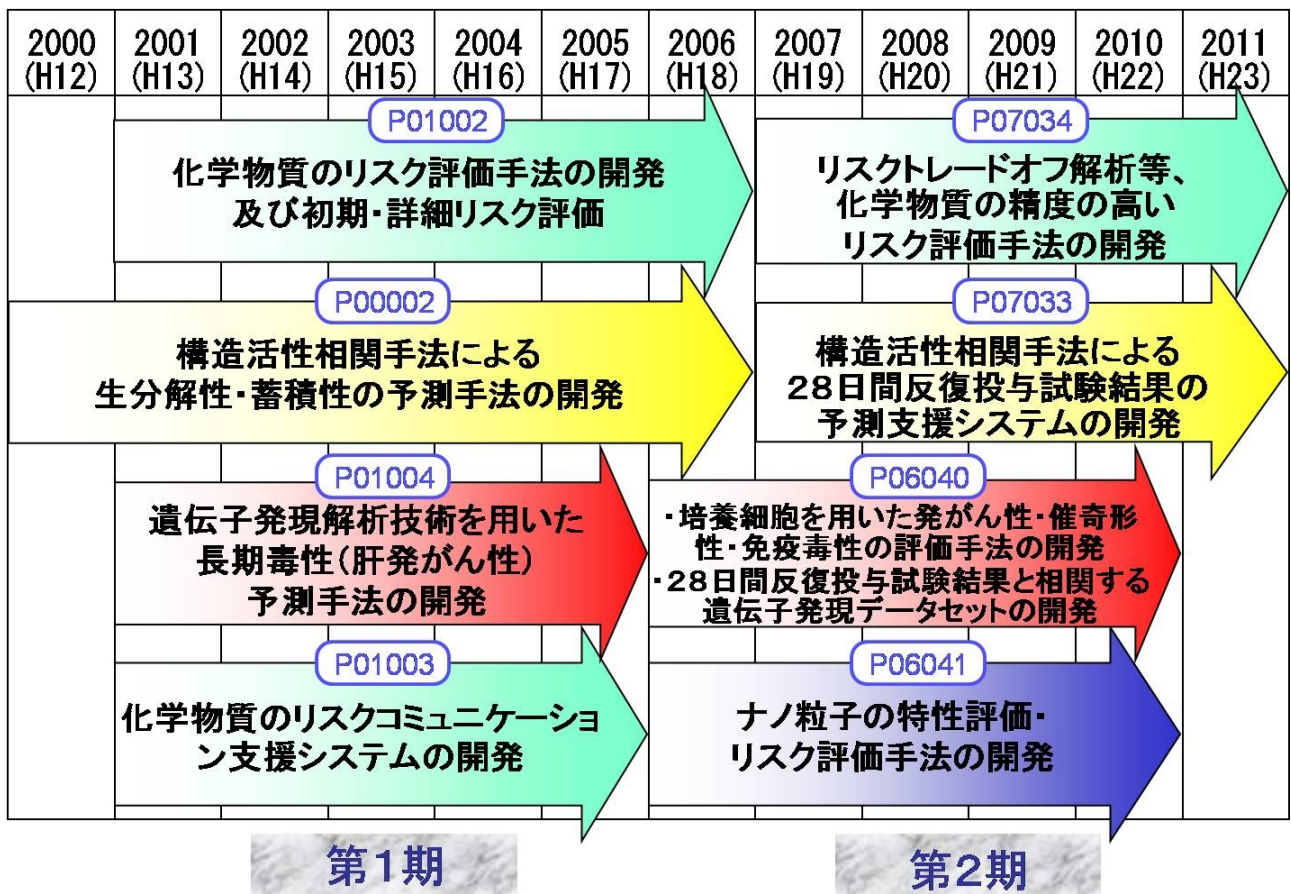 2000 2001 2002 2003 2004 2005 2006 2007 2008 2009 2010 2011
(H12) (H13) (H14) (H15) (H16) (H17) (H18) (H19) (H20) (H21) (H22) (H23)
P01002
化学物質のリスク評価手法の開発
及び初期・詳細リスク評価
P07034
リスクトレードオフ解析等、
化学物質の精度の高い
リスク評価手法の開発
P00002
構造活性相関手法による
生分解性・蓄積性の予測手法の開発
P07033
構造活性相関手法による
28日間反復投与試験結果の
予測支援システムの開発
P01004
遺伝子発現解析技術を用いた
長期毒性(肝発がん性)
予測手法の開発
P06040
・培養細胞を用いた発がん性・催奇形
性・免疫毒性の評価手法の開発
・28日間反復投与試験結果と相関する
遺伝子発現データセットの開発
P01003
化学物質のリスクコミュニケーショ
ン支援システムの開発
P06041
ナノ粒子の特性評価・
リスク評価手法の開発
第1期
第2期